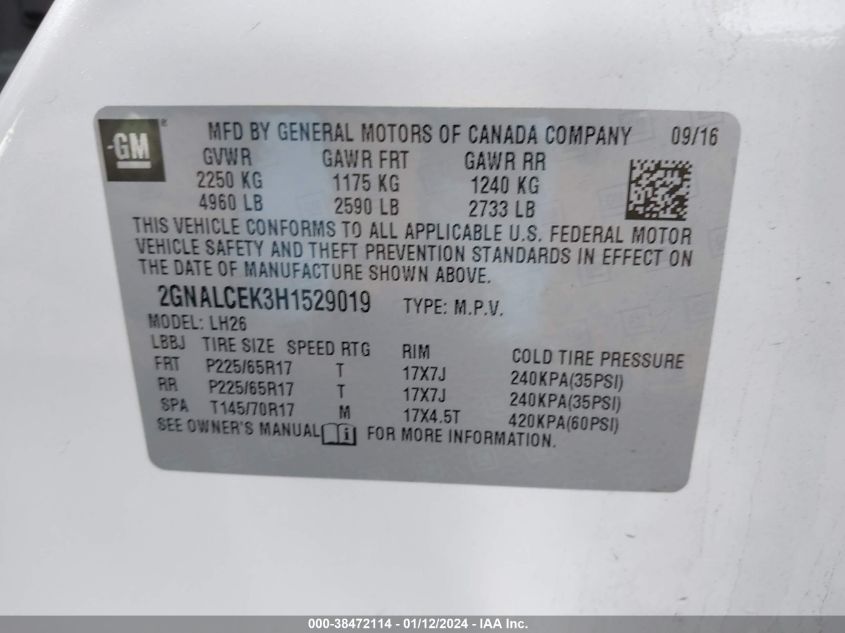 GM ®
MFD BY GENERAL MOTORS OF CANADA COMPANY 09/16
GVWR GAWR FRT GAWR RR
2250 KG 1175 KG 1240 KG
4960 LB 2590 LB 2733 LB
THIS VEHICLE CONFORMS TO ALL APPLICABLE U.S. FEDERAL MOTOR
VEHICLE SAFETY AND THEFT PREVENTION STANDARDS IN EFFECT ON
THE DATE OF MANUFACTURE SHOWN ABOVE.
2GNALCEK3H1529019 TYPE: M.P.V.
MODEL: LH26
LBBJ TIRE SIZE SPEED RTG RIM COLD TIRE PRESSURE
FRT P225/65R17 T 17X7J 240KPA(35PSI)
RR P225/65R17 T 17X7J 240KPA(35PSI)
SPA T145/70R17 M 17X4.5T 420KPA(60PSI)
SEE OWNER'S MANUAL i FOR MORE INFORMATION.
000-38472114 - 01/12/2024 - IAA Inc.